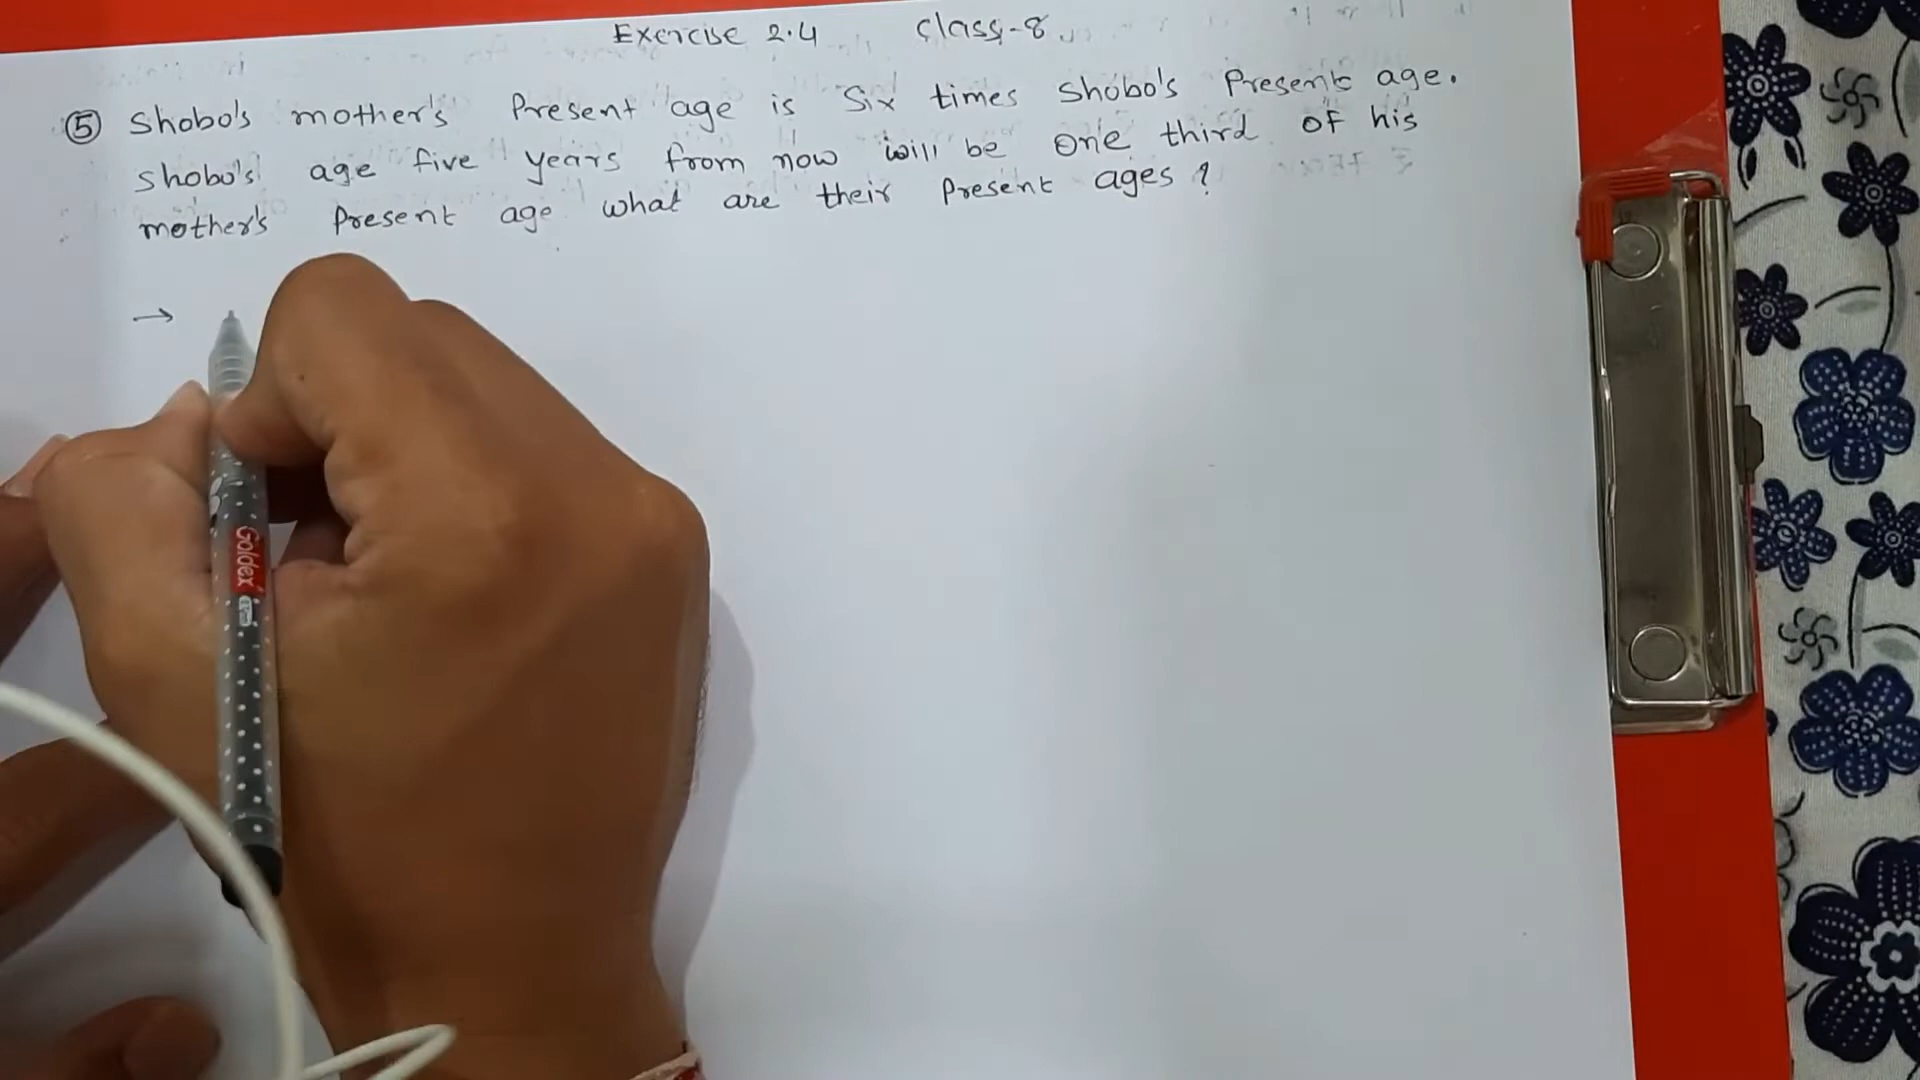 Exercise 2.4 Class-8
⑤ Shobo's mother's Present age is Six times Shobo's Present age.
Shobo's age five years from now will be one third of his
mother's present age what are their present ages?
→
Goldex